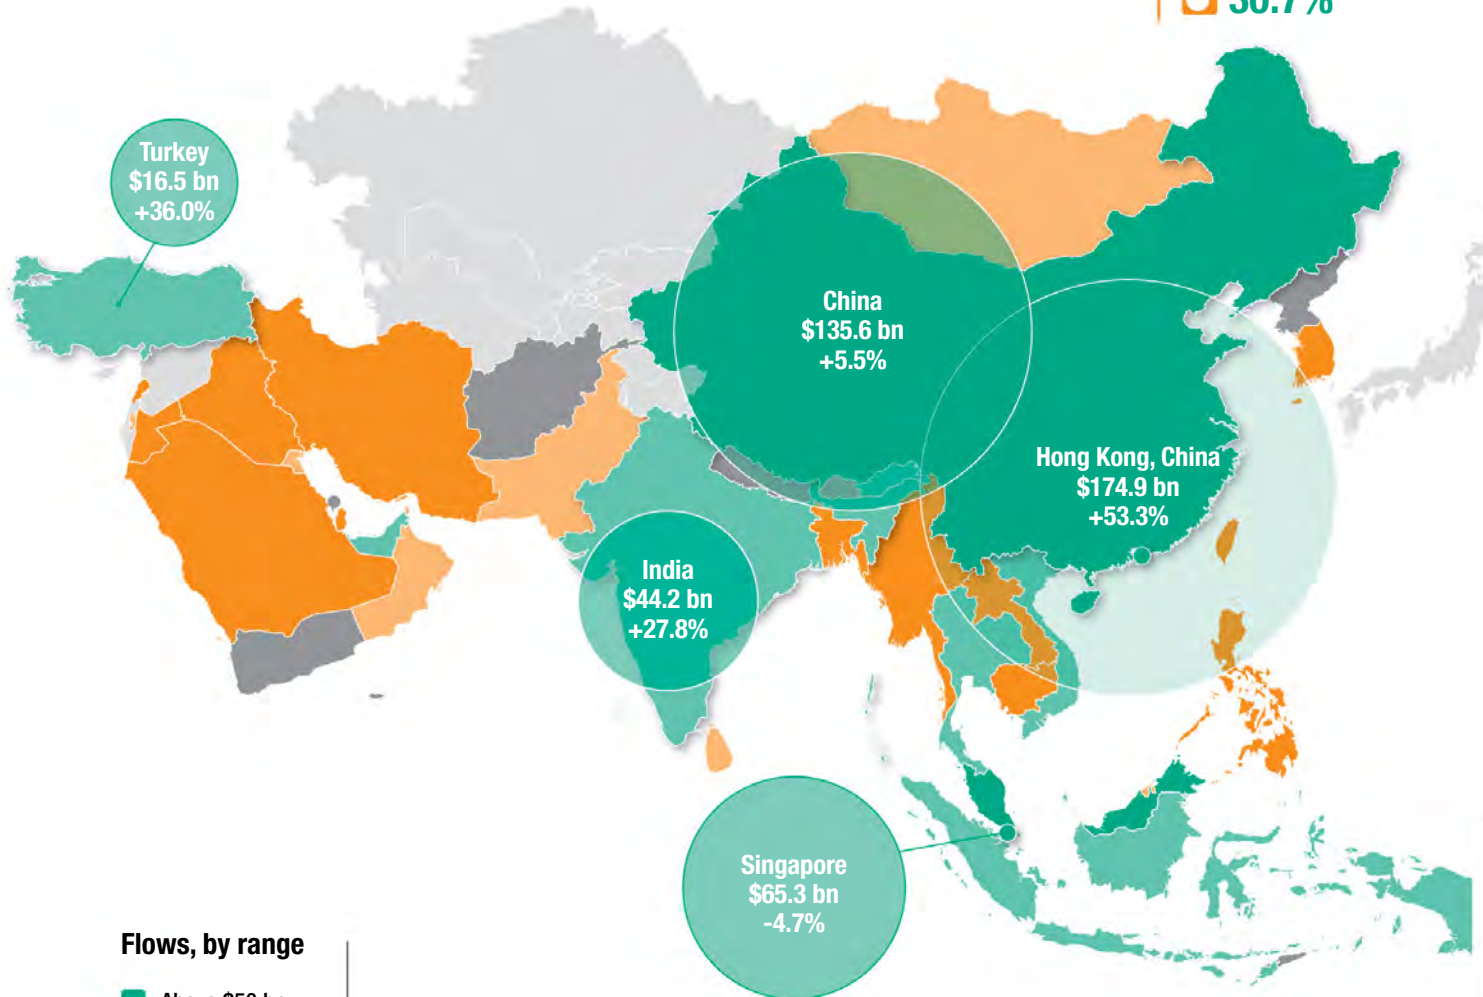 Turkey
$16.5 bn
+36.0%
China
$135.6 bn
+5.5%
Hong Kong, China
$174.9 bn
+53.3%
India
$44.2 bn
+27.8%
Singapore
$65.3 bn
-4.7%
Flows, by range